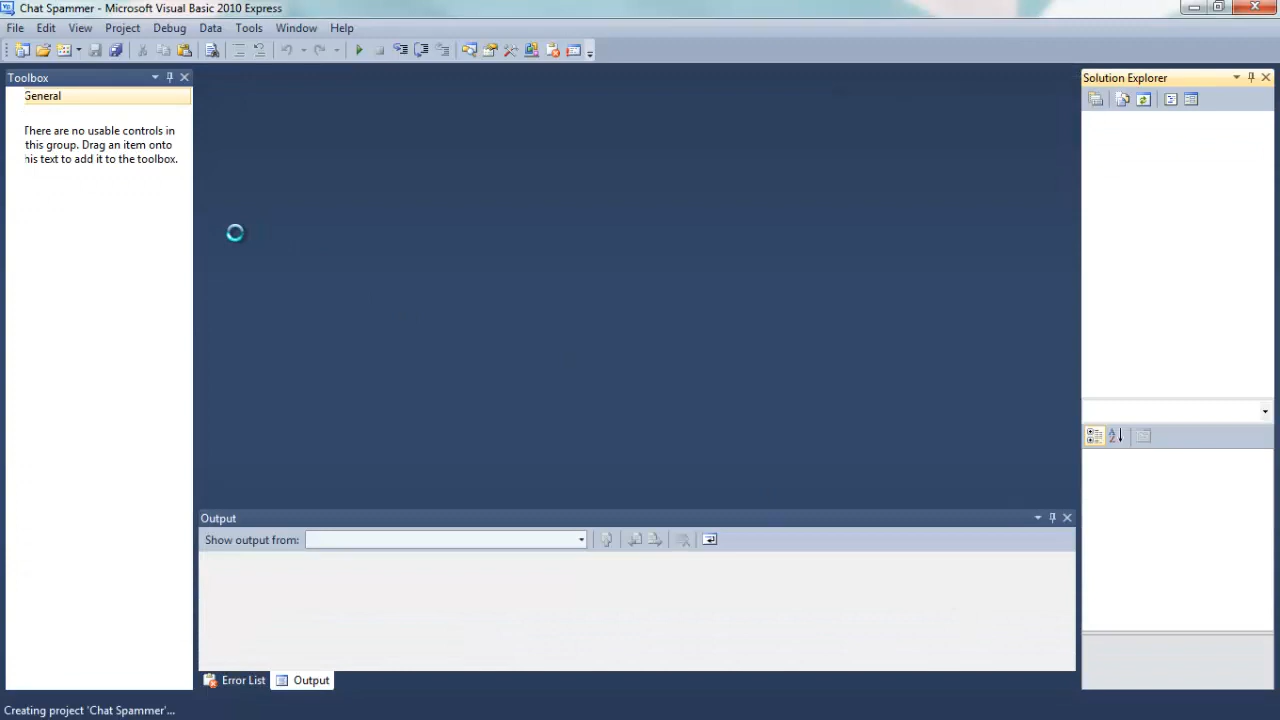 Chat Spammer - Microsoft Visual Basic 2010 Express
File Edit View Project Debug Data Tools Window Help
Toolbox
General
There are no usable controls in
this group. Drag an item onto
his text to add it to the toolbox.
Solution Explorer
Output
Show output from:
Error List Output
Creating project 'Chat Spammer'...